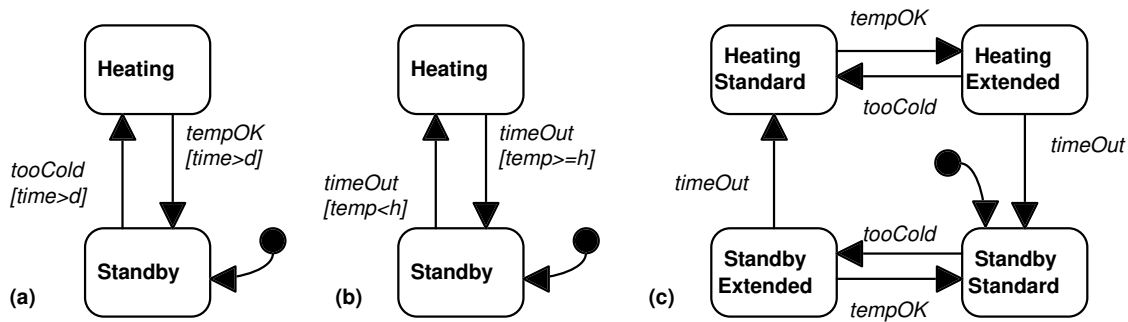 Heating
tempOK
[time>d]
tooCold
[time>d]
Standby
(a)
Heating
timeOut
[temp>=h]
timeOut
[temp<h]
Standby
(b)
tempOK
Heating
Standard
Heating
Extended
tooCold
timeOut
timeOut
tooCold
Standby
Extended
Standby
Standard
tempOK
(c)